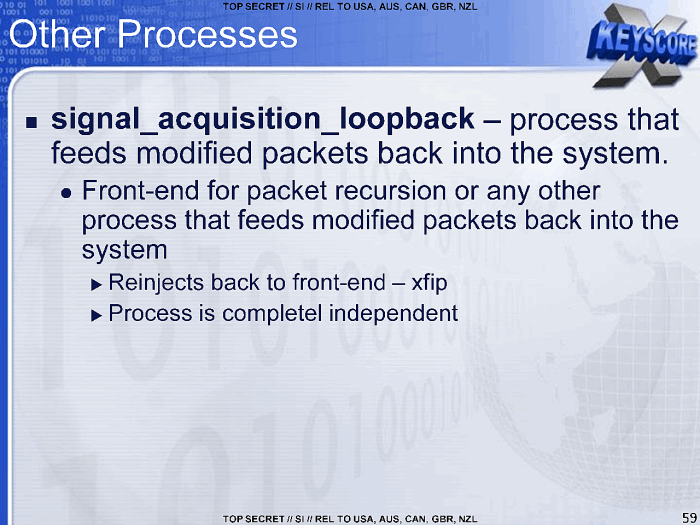 TOP SECRET // SI // REL TO USA, AUS, CAN, GBR, NZL
Other Processes
KEYSCORE
X
■ signal_acquisition_loopback – process that
feeds modified packets back into the system.
● Front-end for packet recursion or any other
process that feeds modified packets back into the
system
▶ Reinjects back to front-end – xfip
▶ Process is completel independent
TOP SECRET // SI // REL TO USA, AUS, CAN, GBR, NZL
59